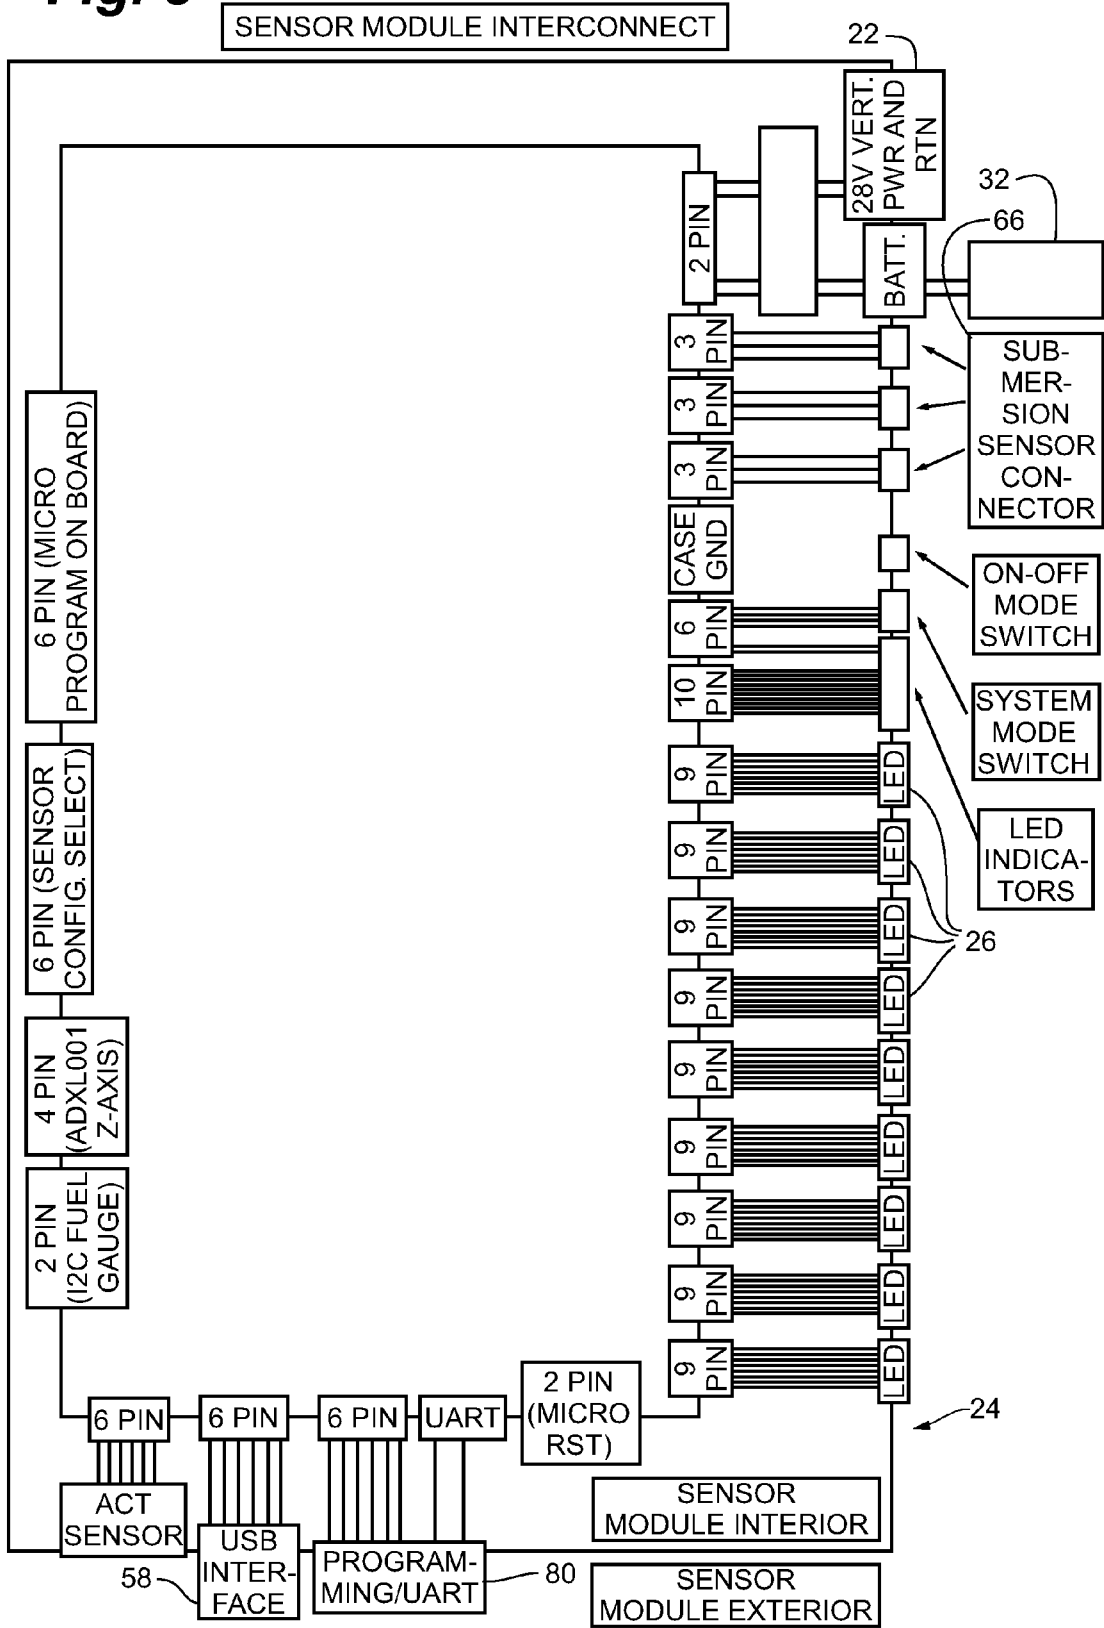 SENSOR MODULE INTERCONNECT
22
28V VERT.
PWR AND
RTN
32
66
2 PIN
BATT.
3
PIN
3
PIN
3
PIN
SUB-
MER-
SION
SENSOR
CON-
NECTOR
CASE
GND
ON-OFF
MODE
SWITCH
6
PIN
10
PIN
SYSTEM
MODE
SWITCH
LED
INDICA-
TORS
9
PIN
LED
9
PIN
LED
9
PIN
LED
9
PIN
LED
26
9
PIN
LED
9
PIN
LED
9
PIN
LED
9
PIN
LED
9
PIN
LED
24
6 PIN (MICRO
PROGRAM ON BOARD)
6 PIN (SENSOR
CONFIG. SELECT)
4 PIN
(ADXL001
Z-AXIS)
2 PIN
(I2C FUEL
GAUGE)
6 PIN
6 PIN
6 PIN
UART
2 PIN
(MICRO
RST)
ACT
SENSOR
USB
INTER-
FACE
58
PROGRAM-
MING/UART
80
SENSOR
MODULE INTERIOR
SENSOR
MODULE EXTERIOR